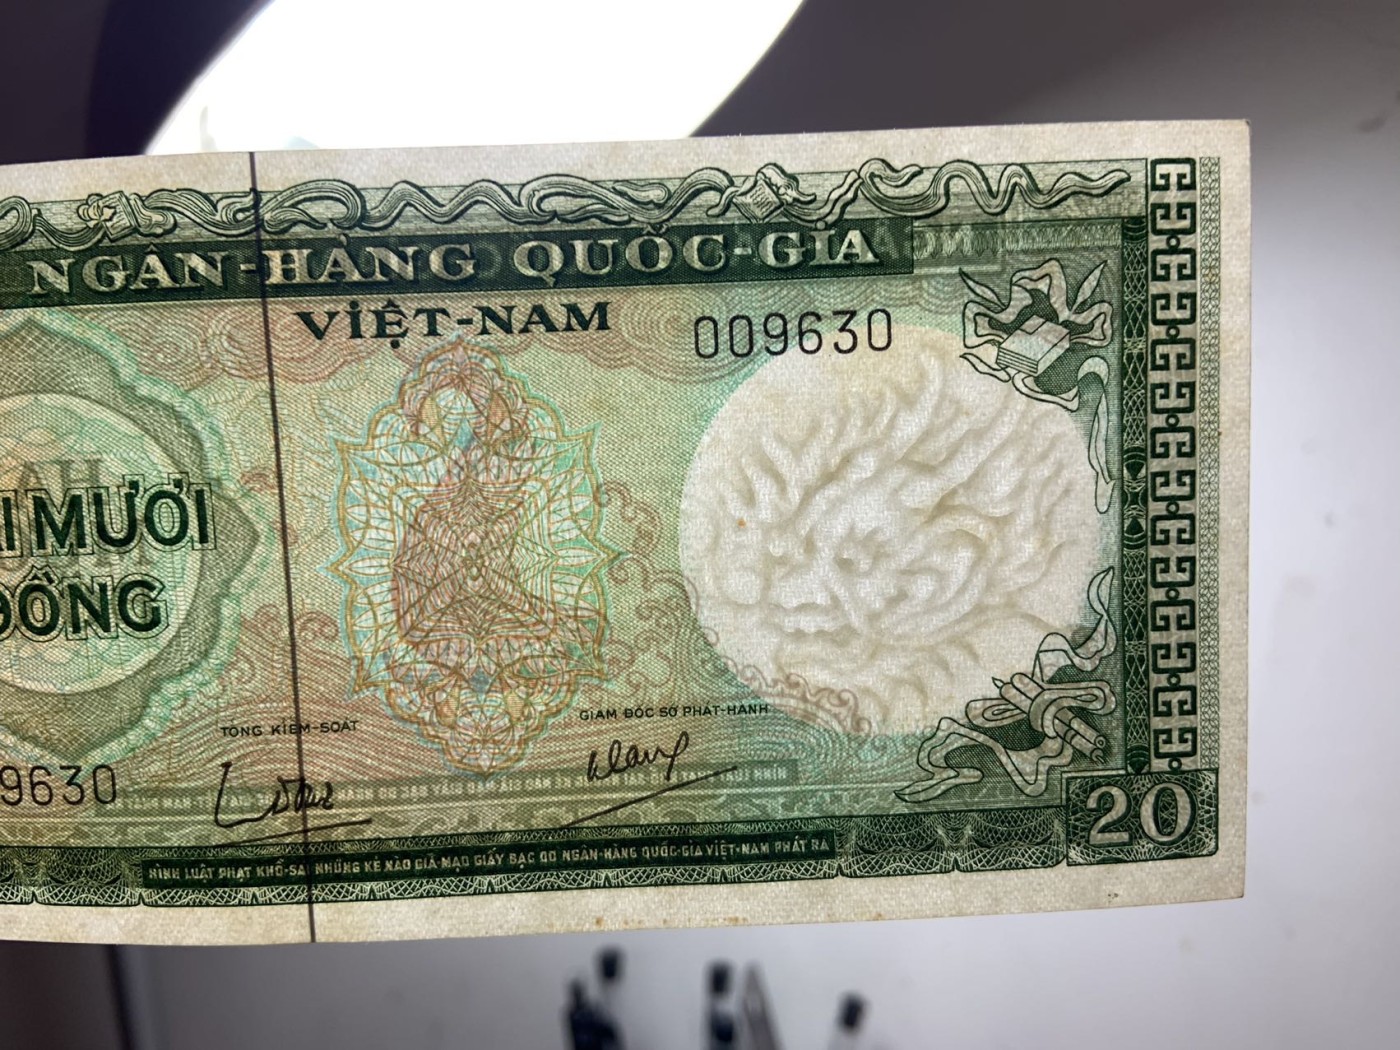 NGÂN-HÀNG QUỐC-GIA
VIỆT-NAM
009630
I MƯƠI
ĐỒNG
TỔNG KIỂM-SOÁT
GIÁM ĐỐC SỞ PHÁT-HÀNH
9630
20
HÌNH LUẬT PHẠT KHỔ-SAI NHỮNG KẺ NÀO GIẢ-MẠO GIẤY BẠC DO NGÂN-HÀNG QUỐC-GIA VIỆT-NAM PHÁT RA